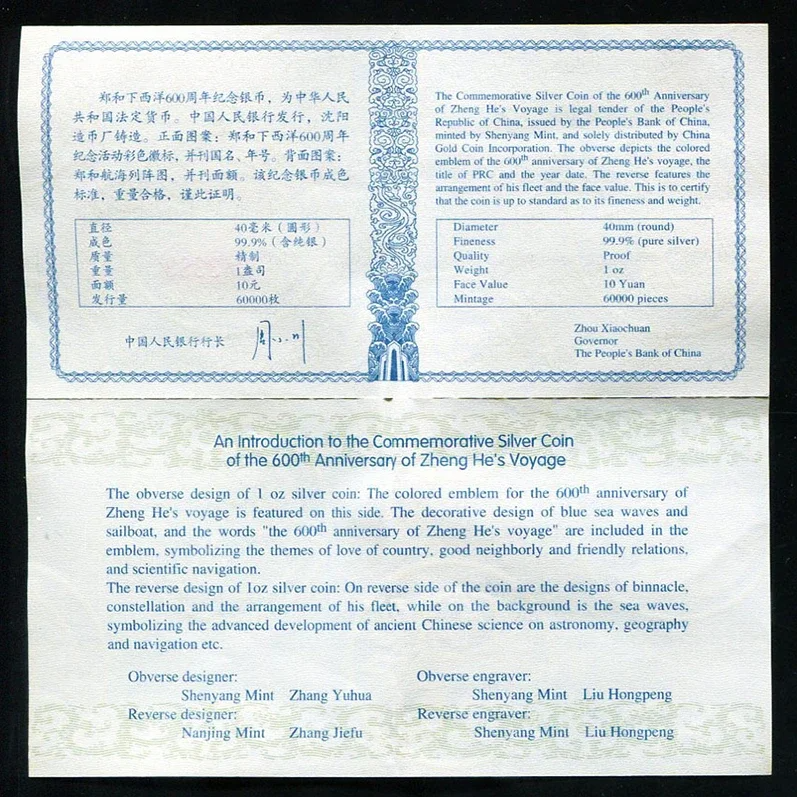 郑和下西洋600周年纪念银币，为中华人民
共和国法定货币。中国人民银行发行，沈阳
造币厂铸造。正面图案：郑和下西洋600周年
纪念活动彩色徽标，并刊国名、年号。背面图案：
郑和航海列阵图，并刊面额。该纪念银币成色
标准，重量合格，谨此证明。
直径 40毫米（圆形）
成色 99.9%（含纯银）
质量 精制
重量 1盎司
面额 10元
发行量 60000枚
中国人民银行行长 周小川
The Commemorative Silver Coin of the 600th Anniversary
of Zheng He's Voyage is legal tender of the People's
Republic of China, issued by the People's Bank of China,
minted by Shenyang Mint, and solely distributed by China
Gold Coin Incorporation. The obverse depicts the colored
emblem of the 600th anniversary of Zheng He's voyage, the
title of PRC and the year date. The reverse features the
arrangement of his fleet and the face value. This is to certify
that the coin is up to standard as to its fineness and weight.
Diameter 40mm (round)
Fineness 99.9% (pure silver)
Quality Proof
Weight 1 oz
Face Value 10 Yuan
Mintage 60000 pieces
Zhou Xiaochuan
Governor
The People's Bank of China
An Introduction to the Commemorative Silver Coin
of the 600th Anniversary of Zheng He's Voyage
The obverse design of 1 oz silver coin: The colored emblem for the 600th anniversary of
Zheng He's voyage is featured on this side. The decorative design of blue sea waves and
sailboat, and the words "the 600th anniversary of Zheng He's voyage" are included in the
emblem, symbolizing the themes of love of country, good neighborly and friendly relations,
and scientific navigation.
The reverse design of 1oz silver coin: On reverse side of the coin are the designs of binnacle,
constellation and the arrangement of his fleet, while on the background is the sea waves,
symbolizing the advanced development of ancient Chinese science on astronomy, geography
and navigation etc.
Obverse designer: Obverse engraver:
Shenyang Mint Zhang Yuhua Shenyang Mint Liu Hongpeng
Reverse designer: Reverse engraver:
Nanjing Mint Zhang Jiefu Shenyang Mint Liu Hongpeng